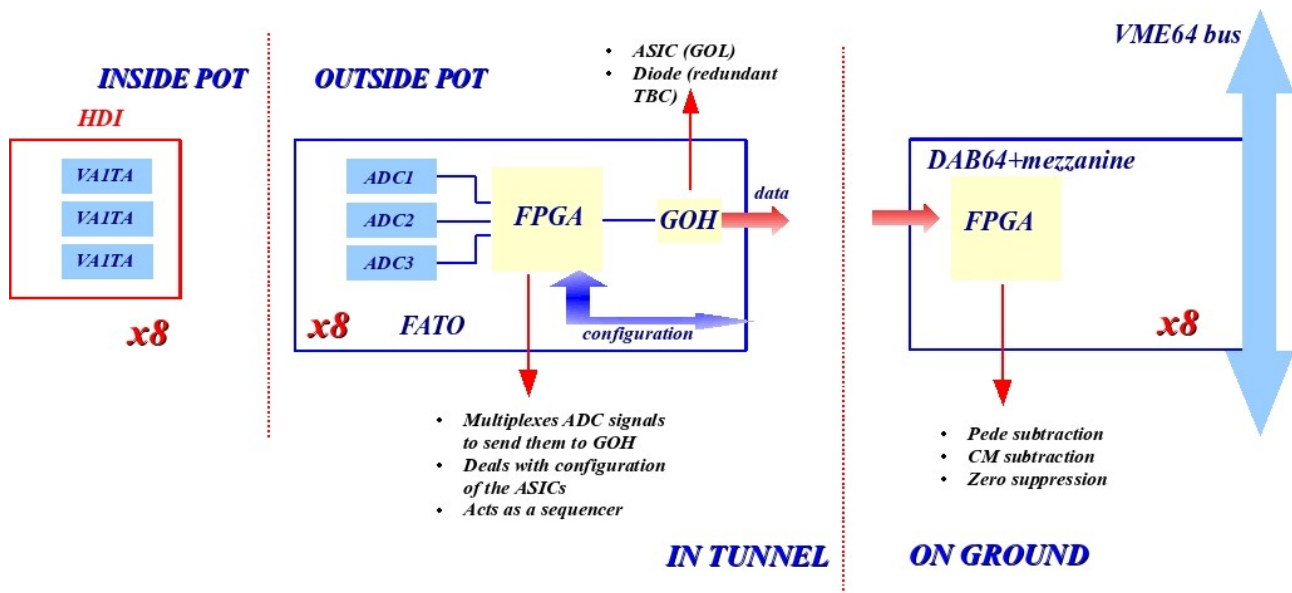 INSIDE POT
HDI
VA1TA
VA1TA
VA1TA
x8
OUTSIDE POT
• ASIC (GOL)
• Diode (redundant
TBC)
ADC1
ADC2
ADC3
FPGA
GOH
data
x8
FATO
configuration
• Multiplexes ADC signals
to send them to GOH
• Deals with configuration
of the ASICs
• Acts as a sequencer
IN TUNNEL
VME64 bus
DAB64+mezzanine
FPGA
x8
• Pede subtraction
• CM subtraction
• Zero suppression
ON GROUND